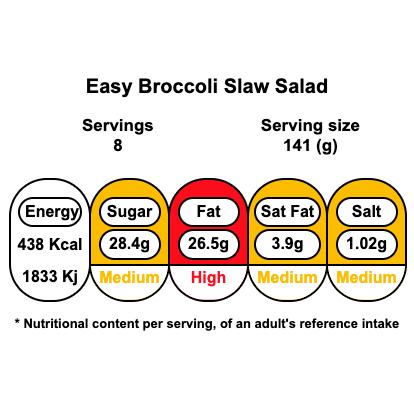 Easy Broccoli Slaw Salad
Servings Serving size
8 141 (g)
Energy Sugar Fat Sat Fat Salt
438 Kcal 28.4g 26.5g 3.9g 1.02g
1833 Kj Medium High Medium Medium
* Nutritional content per serving, of an adult's reference intake